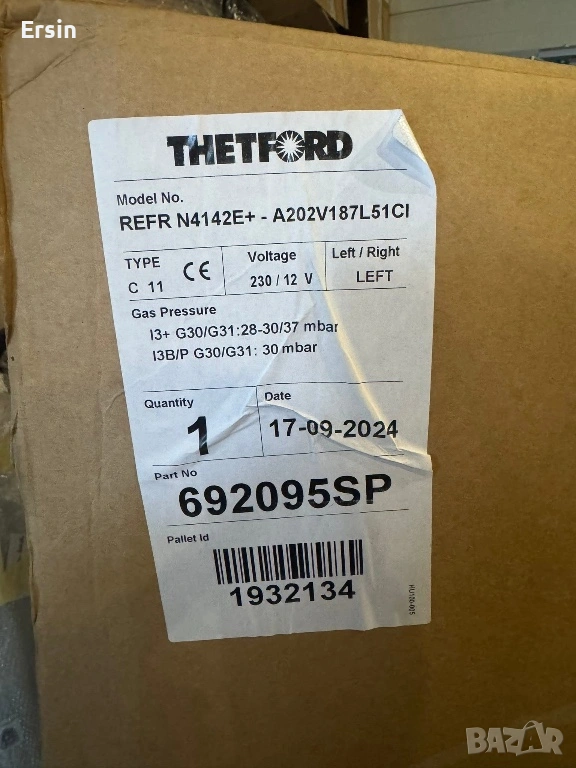 Ersin
THETFORD
Model No.
REFR N4142E+ - A202V187L51CI
TYPE
C 11
CE
Voltage
230 / 12 V
Left / Right
LEFT
Gas Pressure
I3+ G30/G31:28-30/37 mbar
I3B/P G30/G31: 30 mbar
Quantity
1
Date
17-09-2024
Part No
692095SP
Pallet Id
1932134
HU100-005
BAZAR